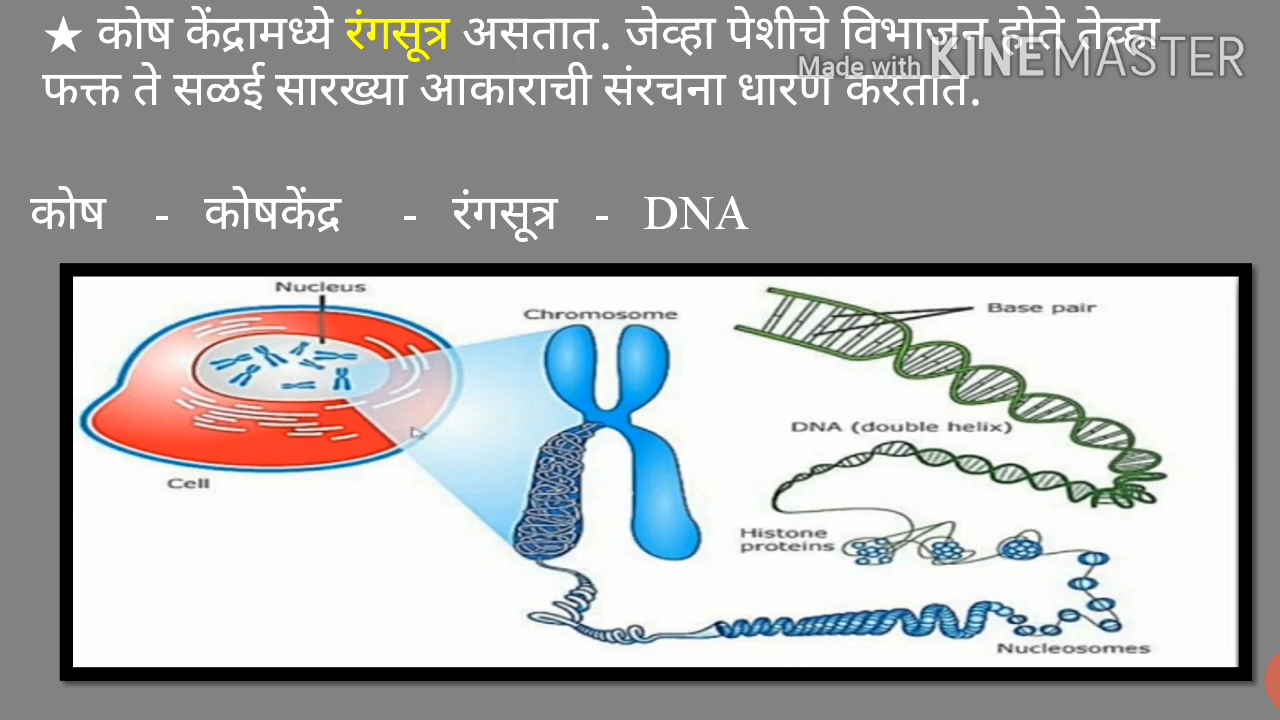 ★ कोष केंद्रामध्ये रंगसूत्र असतात. जेव्हा पेशीचे विभाजन होते तेव्हा
Made with KINEMASTER
फक्त ते सळई सारख्या आकाराची संरचना धारण करतात.
कोष - कोषकेंद्र - रंगसूत्र - DNA
Nucleus
Chromosome
Base pair
DNA (double helix)
Cell
Histone
proteins
Nucleosomes